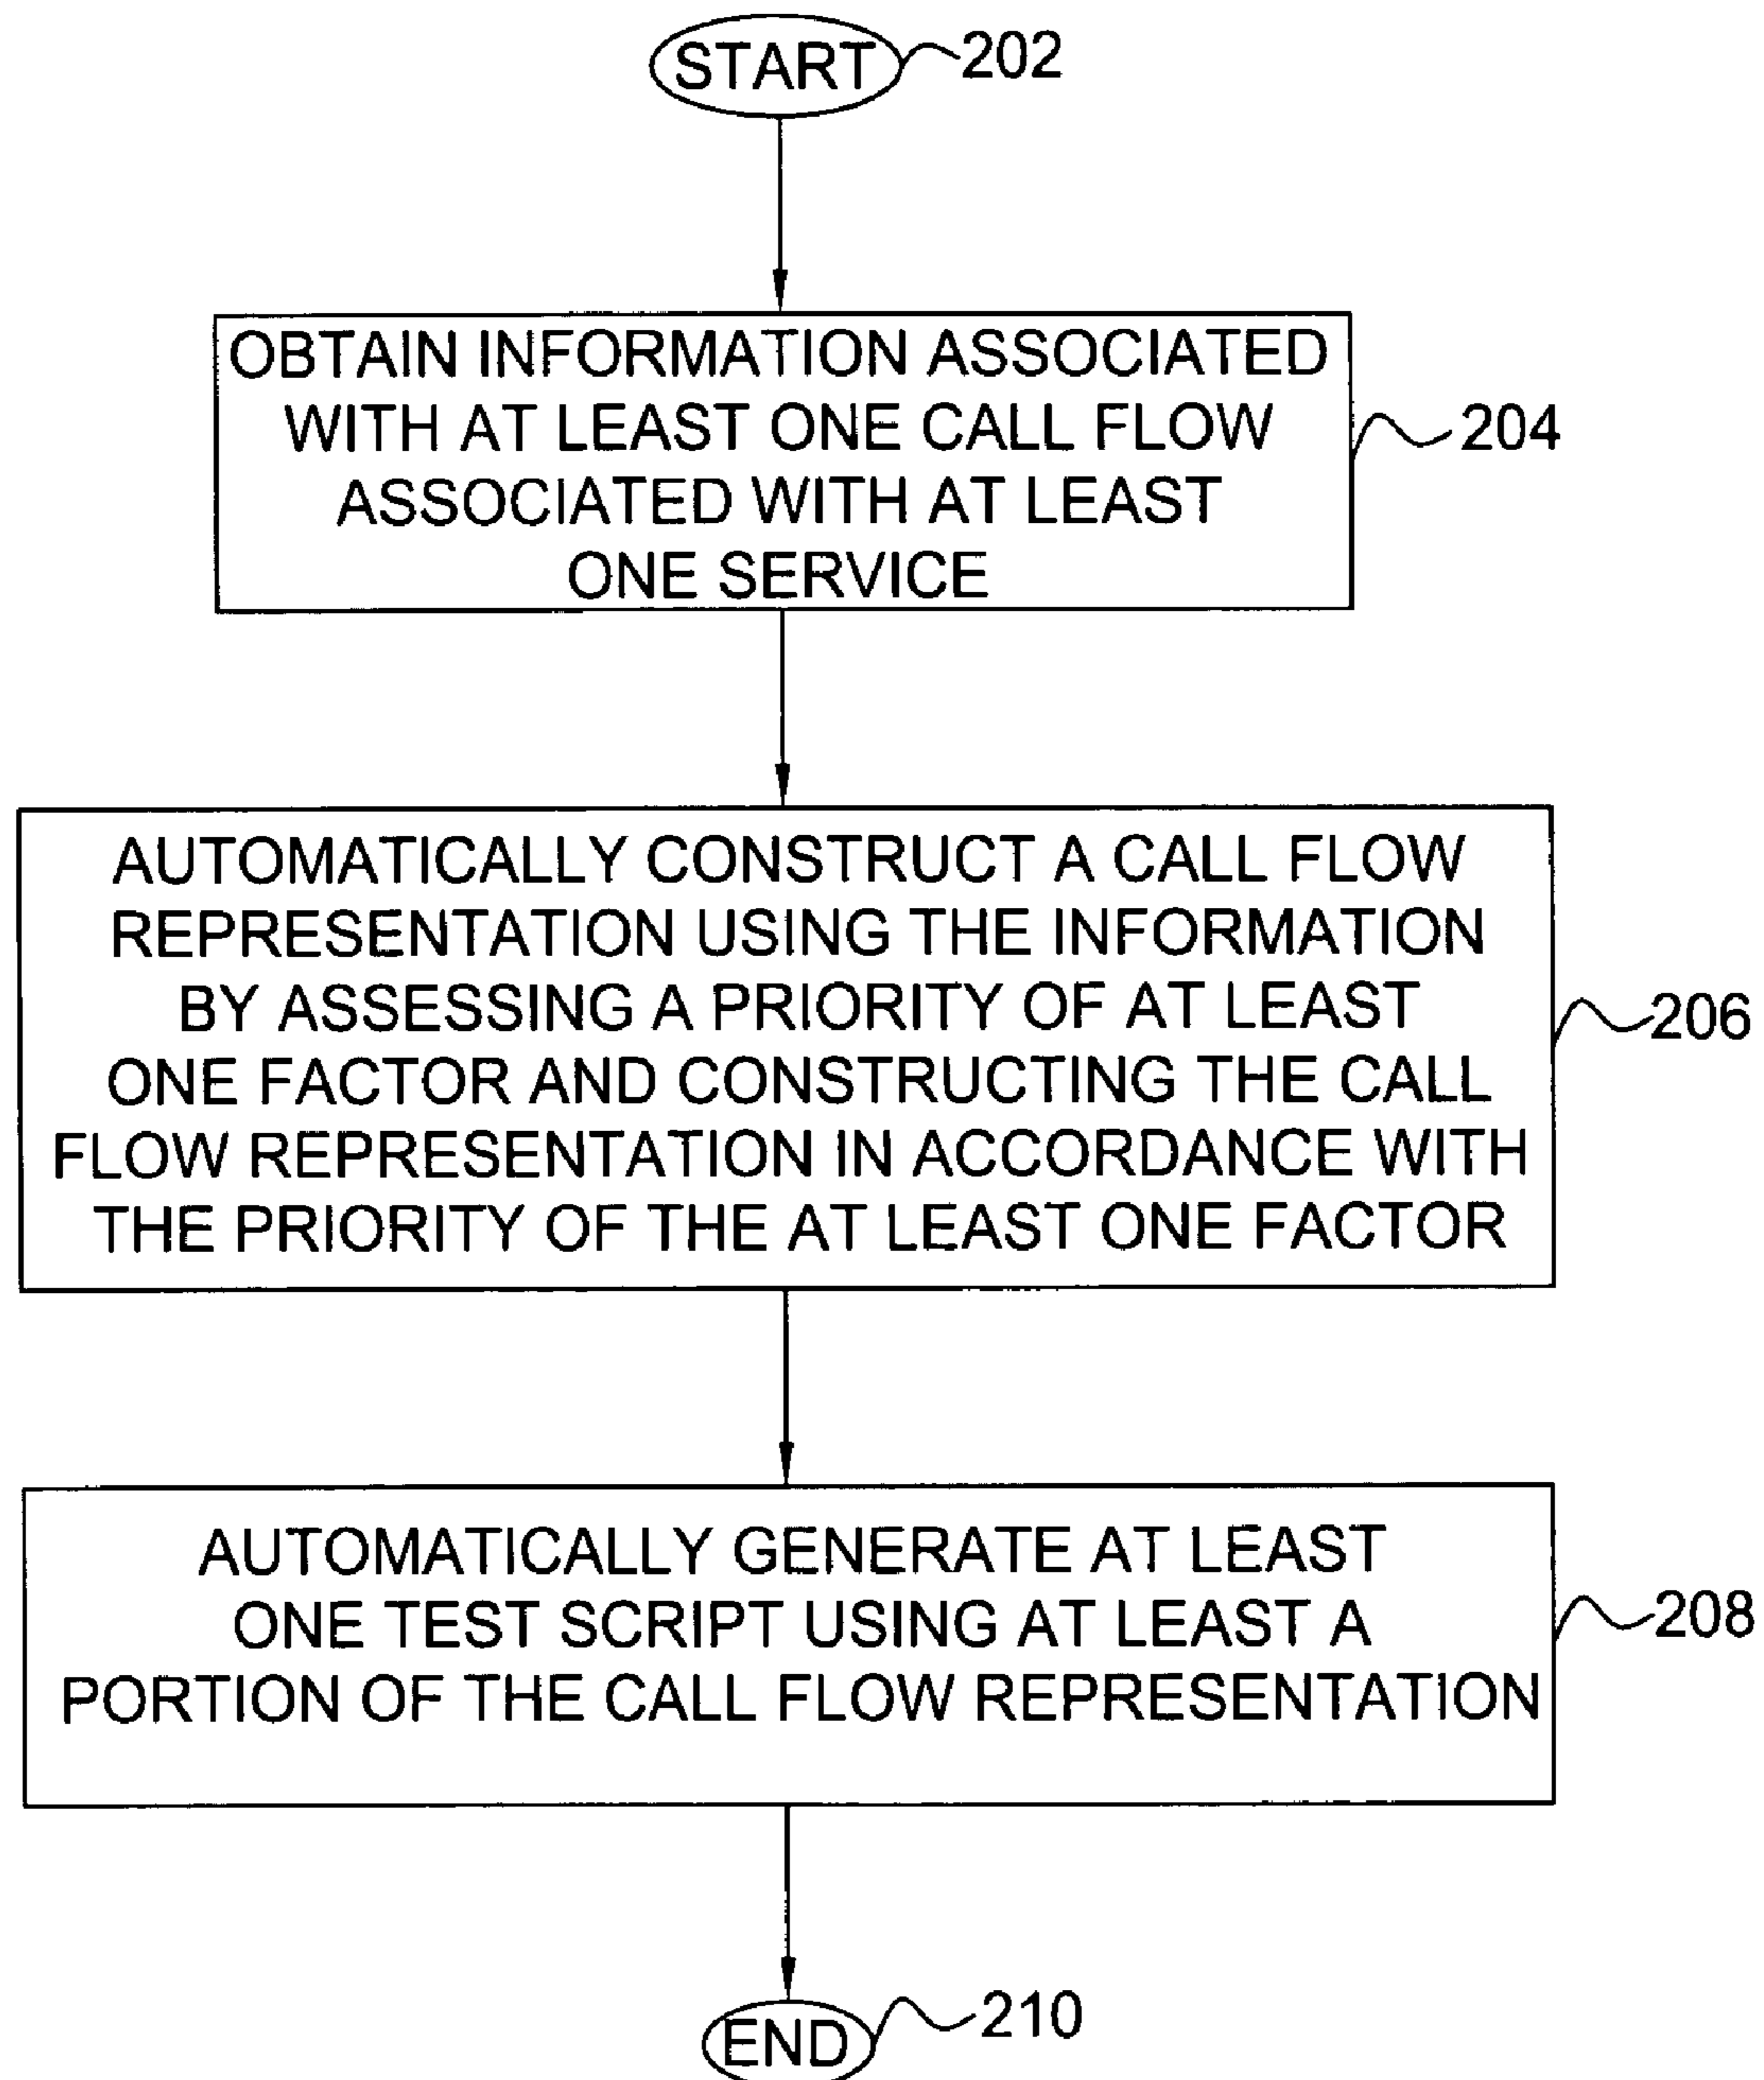 START 202
OBTAIN INFORMATION ASSOCIATED
WITH AT LEAST ONE CALL FLOW
ASSOCIATED WITH AT LEAST
ONE SERVICE
204
AUTOMATICALLY CONSTRUCT A CALL FLOW
REPRESENTATION USING THE INFORMATION
BY ASSESSING A PRIORITY OF AT LEAST
ONE FACTOR AND CONSTRUCTING THE CALL
FLOW REPRESENTATION IN ACCORDANCE WITH
THE PRIORITY OF THE AT LEAST ONE FACTOR
206
AUTOMATICALLY GENERATE AT LEAST
ONE TEST SCRIPT USING AT LEAST A
PORTION OF THE CALL FLOW REPRESENTATION
208
END 210